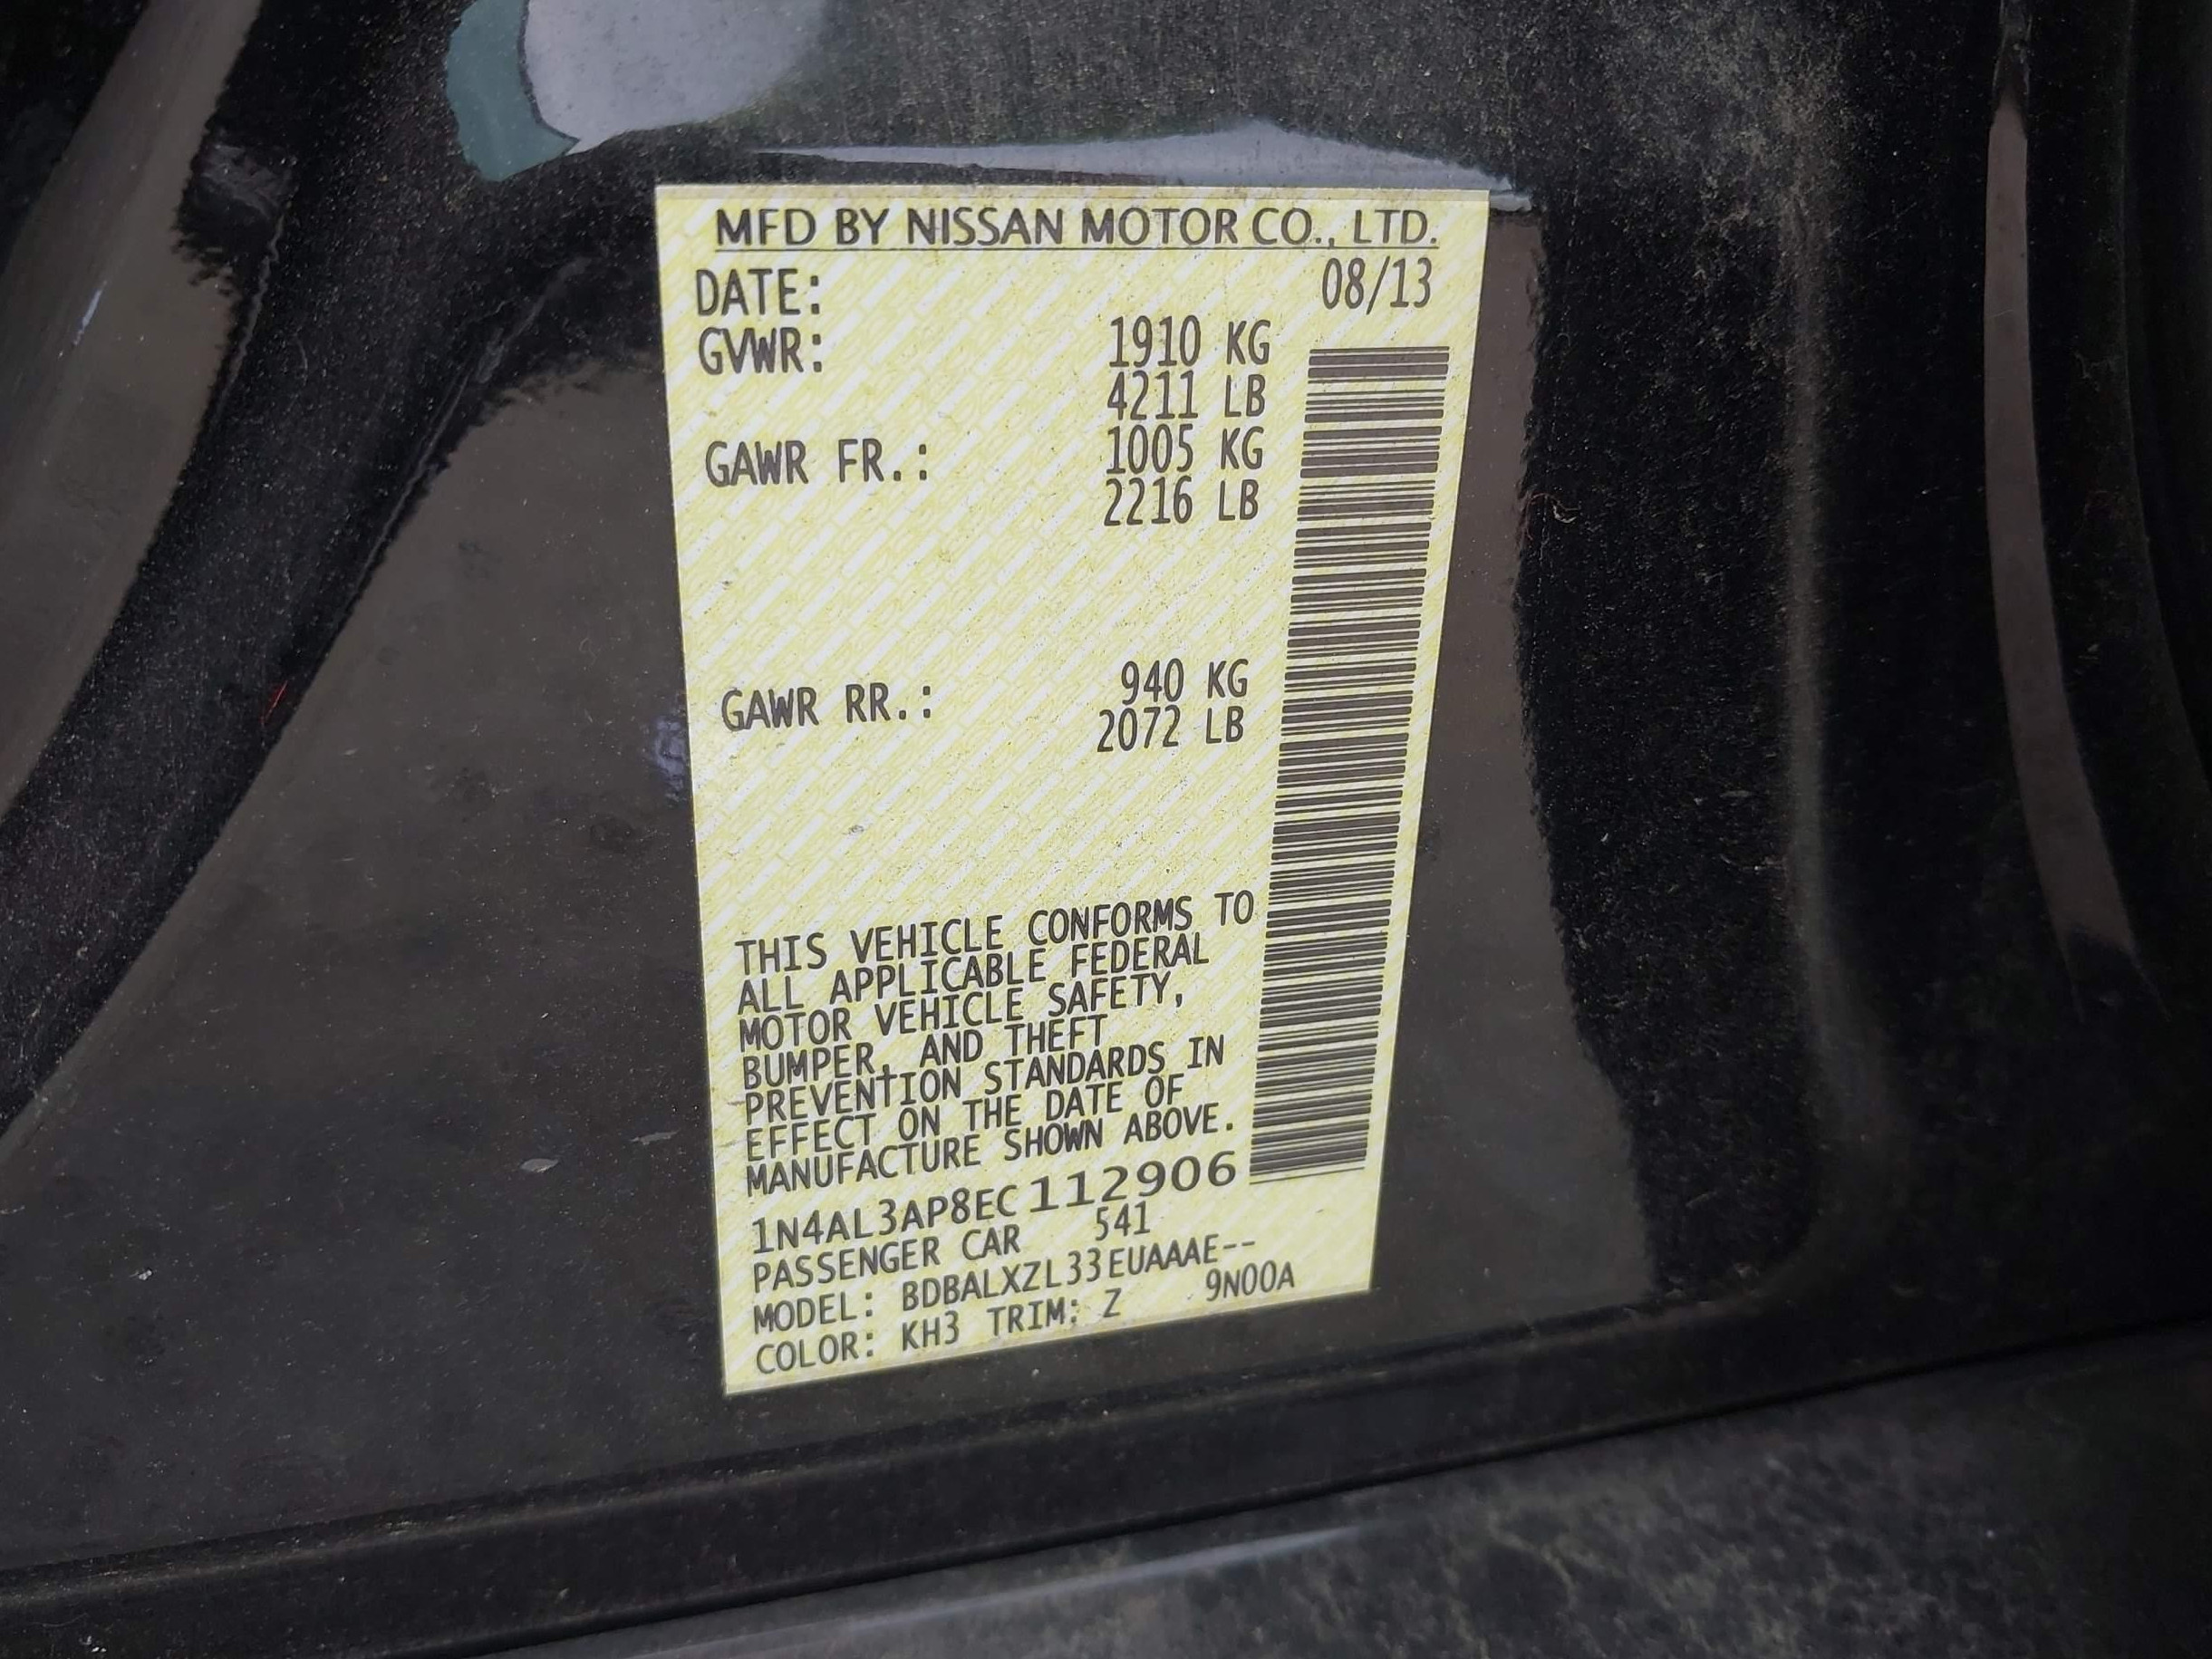 MFD BY NISSAN MOTOR CO., LTD.
DATE: 08/13
GVWR: 1910 KG
4211 LB
GAWR FR.: 1005 KG
2216 LB
GAWR RR.: 940 KG
2072 LB
THIS VEHICLE CONFORMS TO
ALL APPLICABLE FEDERAL
MOTOR VEHICLE SAFETY,
BUMPER, AND THEFT
PREVENTION STANDARDS IN
EFFECT ON THE DATE OF
MANUFACTURE SHOWN ABOVE.
1N4AL3AP8EC112906
PASSENGER CAR 541
MODEL: BDBALXZL33EUAAAE--
COLOR: KH3 TRIM: Z 9N00A